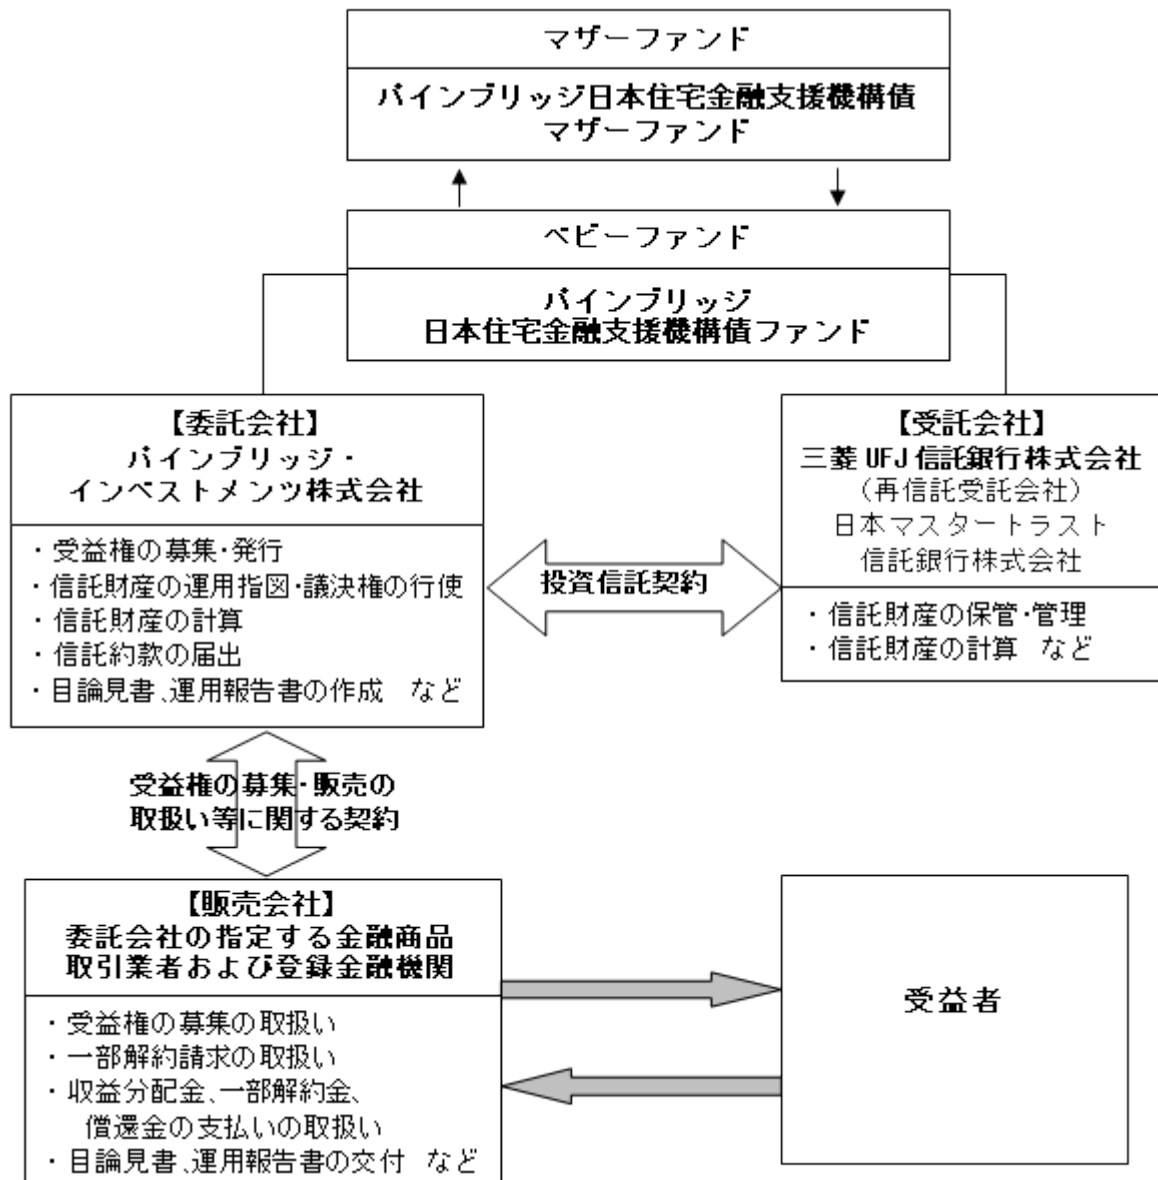 マザーファンド
パインブリッジ日本住宅金融支援機構債
マザーファンド
ベビーファンド
パインブリッジ
日本住宅金融支援機構債ファンド
【委託会社】
パインブリッジ・
インベストメンツ株式会社
・受益権の募集・発行
・信託財産の運用指図・議決権の行使
・信託財産の計算
・信託約款の届出
・目論見書、運用報告書の作成　など
投資信託契約
【受託会社】
三菱 UFJ 信託銀行株式会社
（再信託受託会社）
日本マスタートラスト
信託銀行株式会社
・信託財産の保管・管理
・信託財産の計算　など
受益権の募集・販売の
取扱い等に関する契約
【販売会社】
委託会社の指定する金融商品
取引業者および登録金融機関
・受益権の募集の取扱い
・一部解約請求の取扱い
・収益分配金、一部解約金、
償還金の支払いの取扱い
・目論見書、運用報告書の交付　など
受益者